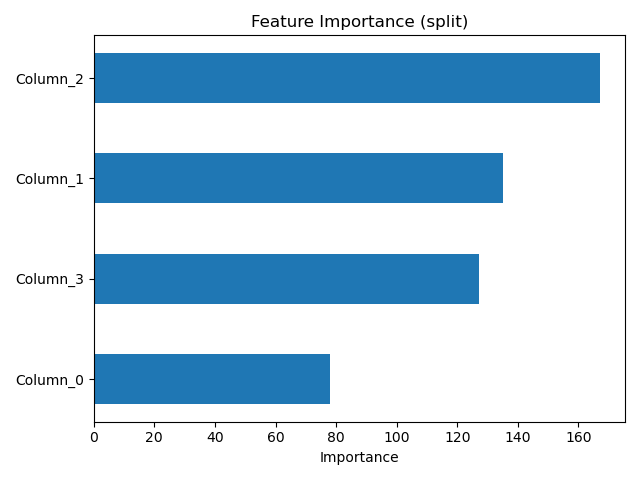 Feature Importance (split)
Column_2
Column_1
Column_3
Column_0
0 20 40 60 80 100 120 140 160
Importance